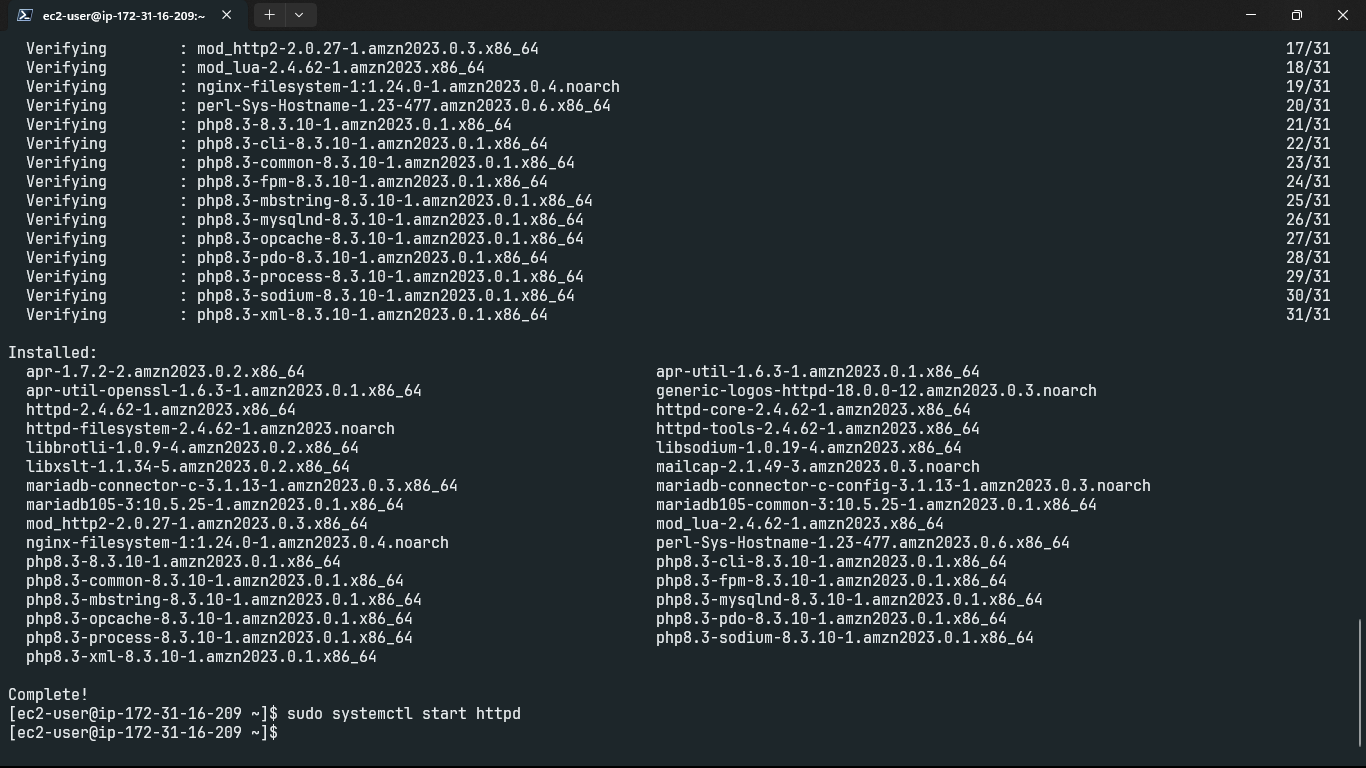 ec2-user@ip-172-31-16-209:~
Verifying : mod_http2-2.0.27-1.amzn2023.0.3.x86_64 17/31
Verifying : mod_lua-2.4.62-1.amzn2023.x86_64 18/31
Verifying : nginx-filesystem-1:1.24.0-1.amzn2023.0.4.noarch 19/31
Verifying : perl-Sys-Hostname-1.23-477.amzn2023.0.6.x86_64 20/31
Verifying : php8.3-8.3.10-1.amzn2023.0.1.x86_64 21/31
Verifying : php8.3-cli-8.3.10-1.amzn2023.0.1.x86_64 22/31
Verifying : php8.3-common-8.3.10-1.amzn2023.0.1.x86_64 23/31
Verifying : php8.3-fpm-8.3.10-1.amzn2023.0.1.x86_64 24/31
Verifying : php8.3-mbstring-8.3.10-1.amzn2023.0.1.x86_64 25/31
Verifying : php8.3-mysqlnd-8.3.10-1.amzn2023.0.1.x86_64 26/31
Verifying : php8.3-opcache-8.3.10-1.amzn2023.0.1.x86_64 27/31
Verifying : php8.3-pdo-8.3.10-1.amzn2023.0.1.x86_64 28/31
Verifying : php8.3-process-8.3.10-1.amzn2023.0.1.x86_64 29/31
Verifying : php8.3-sodium-8.3.10-1.amzn2023.0.1.x86_64 30/31
Verifying : php8.3-xml-8.3.10-1.amzn2023.0.1.x86_64 31/31
Installed:
apr-1.7.2-2.amzn2023.0.2.x86_64 apr-util-1.6.3-1.amzn2023.0.1.x86_64
apr-util-openssl-1.6.3-1.amzn2023.0.1.x86_64 generic-logos-httpd-18.0.0-12.amzn2023.0.3.noarch
httpd-2.4.62-1.amzn2023.x86_64 httpd-core-2.4.62-1.amzn2023.x86_64
httpd-filesystem-2.4.62-1.amzn2023.noarch httpd-tools-2.4.62-1.amzn2023.x86_64
libbrotli-1.0.9-4.amzn2023.0.2.x86_64 libsodium-1.0.19-4.amzn2023.x86_64
libxslt-1.1.34-5.amzn2023.0.2.x86_64 mailcap-2.1.49-3.amzn2023.0.3.noarch
mariadb-connector-c-3.1.13-1.amzn2023.0.3.x86_64 mariadb-connector-c-config-3.1.13-1.amzn2023.0.3.noarch
mariadb105-3:10.5.25-1.amzn2023.0.1.x86_64 mariadb105-common-3:10.5.25-1.amzn2023.0.1.x86_64
mod_http2-2.0.27-1.amzn2023.0.3.x86_64 mod_lua-2.4.62-1.amzn2023.x86_64
nginx-filesystem-1:1.24.0-1.amzn2023.0.4.noarch perl-Sys-Hostname-1.23-477.amzn2023.0.6.x86_64
php8.3-8.3.10-1.amzn2023.0.1.x86_64 php8.3-cli-8.3.10-1.amzn2023.0.1.x86_64
php8.3-common-8.3.10-1.amzn2023.0.1.x86_64 php8.3-fpm-8.3.10-1.amzn2023.0.1.x86_64
php8.3-mbstring-8.3.10-1.amzn2023.0.1.x86_64 php8.3-mysqlnd-8.3.10-1.amzn2023.0.1.x86_64
php8.3-opcache-8.3.10-1.amzn2023.0.1.x86_64 php8.3-pdo-8.3.10-1.amzn2023.0.1.x86_64
php8.3-process-8.3.10-1.amzn2023.0.1.x86_64 php8.3-sodium-8.3.10-1.amzn2023.0.1.x86_64
php8.3-xml-8.3.10-1.amzn2023.0.1.x86_64
Complete!
[ec2-user@ip-172-31-16-209 ~]$ sudo systemctl start httpd
[ec2-user@ip-172-31-16-209 ~]$